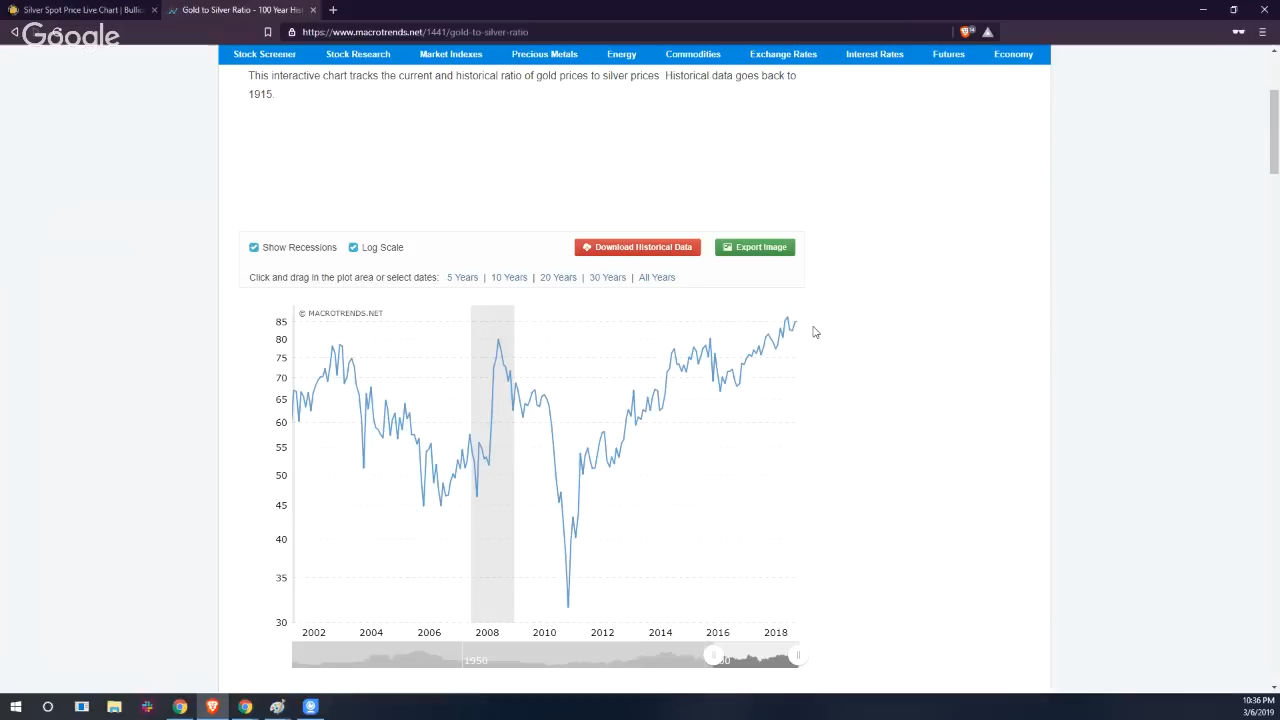 Silver Spot Price Live Chart | Bullio
Gold to Silver Ratio - 100 Year His
Google
https://www.macrotrends.net/1441/gold-to-silver-ratio
Stock Screener Stock Research Market Indexes Precious Metals Energy Commodities Exchange Rates Interest Rates Futures Economy
This interactive chart tracks the current and historical ratio of gold prices to silver prices Historical data goes back to
1915.
Show Recessions Log Scale Download Historical Data Export Image
Click and drag in the plot area or select dates: 5 Years | 10 Years | 20 Years | 30 Years | All Years
© MACROTRENDS.NET
85
80
75
70
65
60
55
50
45
40
35
30
2002 2004 2006 2008 2010 2012 2014 2016 2018
1950
10:36 PM
3/6/2019